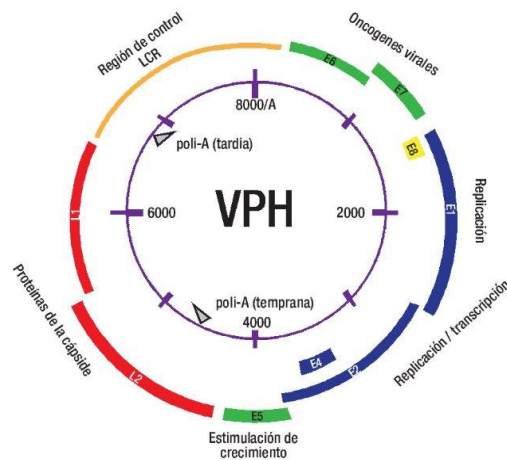 Región de control
LCR
Oncogenes virales
E6
E7
8000/A
poli-A (tardia)
E8
E1
Replicación
L1
6000
VPH
2000
poli-A (temprana)
4000
Proteínas de la cápside
L2
E4
E2
Replicación / transcripción
E5
Estimulación de
crecimiento